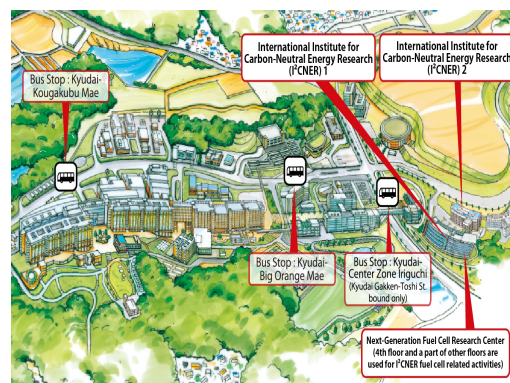 International Institute for
Carbon-Neutral Energy Research
(I²CNER) 1
International Institute for
Carbon-Neutral Energy Research
(I²CNER) 2
Bus Stop : Kyudai-
Kougakubu Mae
Bus Stop : Kyudai-
Big Orange Mae
Bus Stop : Kyudai-
Center Zone Iriguchi
(Kyudai Gakken-Toshi St.
bound only)
Next-Generation Fuel Cell Research Center
(4th floor and a part of other floors are
used for I²CNER fuel cell related activities)